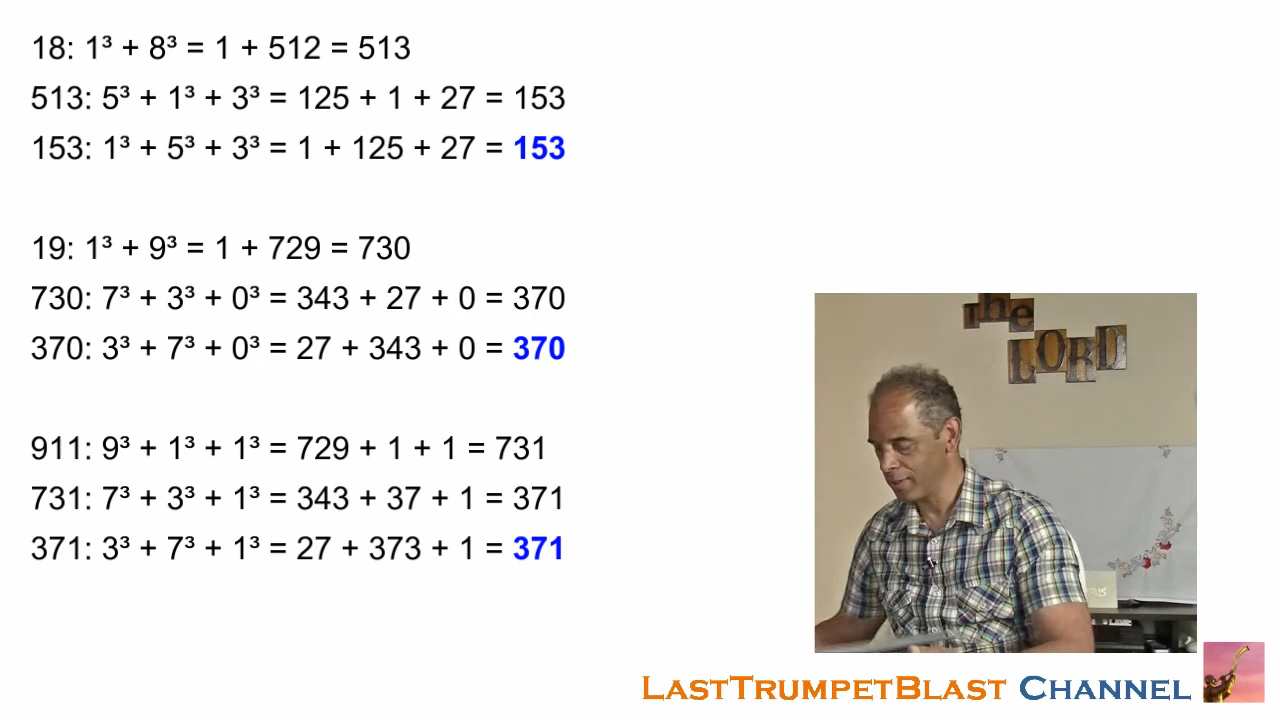 18: 1³ + 8³ = 1 + 512 = 513
513: 5³ + 1³ + 3³ = 125 + 1 + 27 = 153
153: 1³ + 5³ + 3³ = 1 + 125 + 27 = 153
19: 1³ + 9³ = 1 + 729 = 730
730: 7³ + 3³ + 0³ = 343 + 27 + 0 = 370
370: 3³ + 7³ + 0³ = 27 + 343 + 0 = 370
911: 9³ + 1³ + 1³ = 729 + 1 + 1 = 731
731: 7³ + 3³ + 1³ = 343 + 37 + 1 = 371
371: 3³ + 7³ + 1³ = 27 + 373 + 1 = 371
The
LORD
LASTTRUMPETBLAST CHANNEL